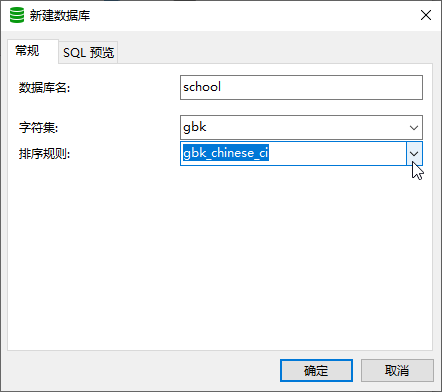 新建数据库
常规
SQL 预览
数据库名:
school
字符集:
gbk
排序规则:
gbk_chinese_ci
确定
取消